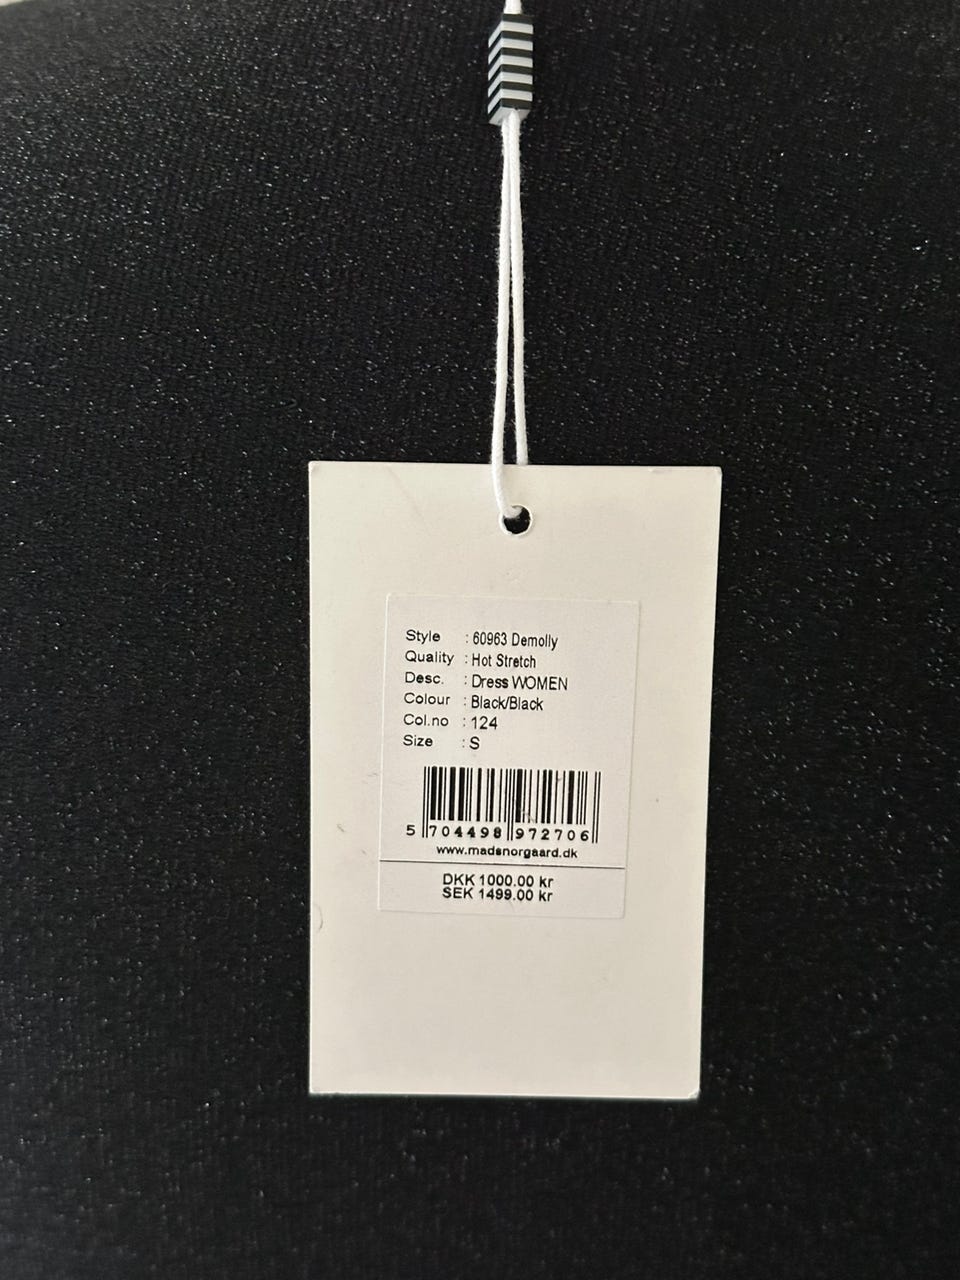 Style : 60963 Demolly
Quality : Hot Stretch
Desc. : Dress WOMEN
Colour : Black/Black
Col.no : 124
Size : S
5 704498 972706
www.madsnorgaard.dk
DKK 1000.00 kr
SEK 1499.00 kr